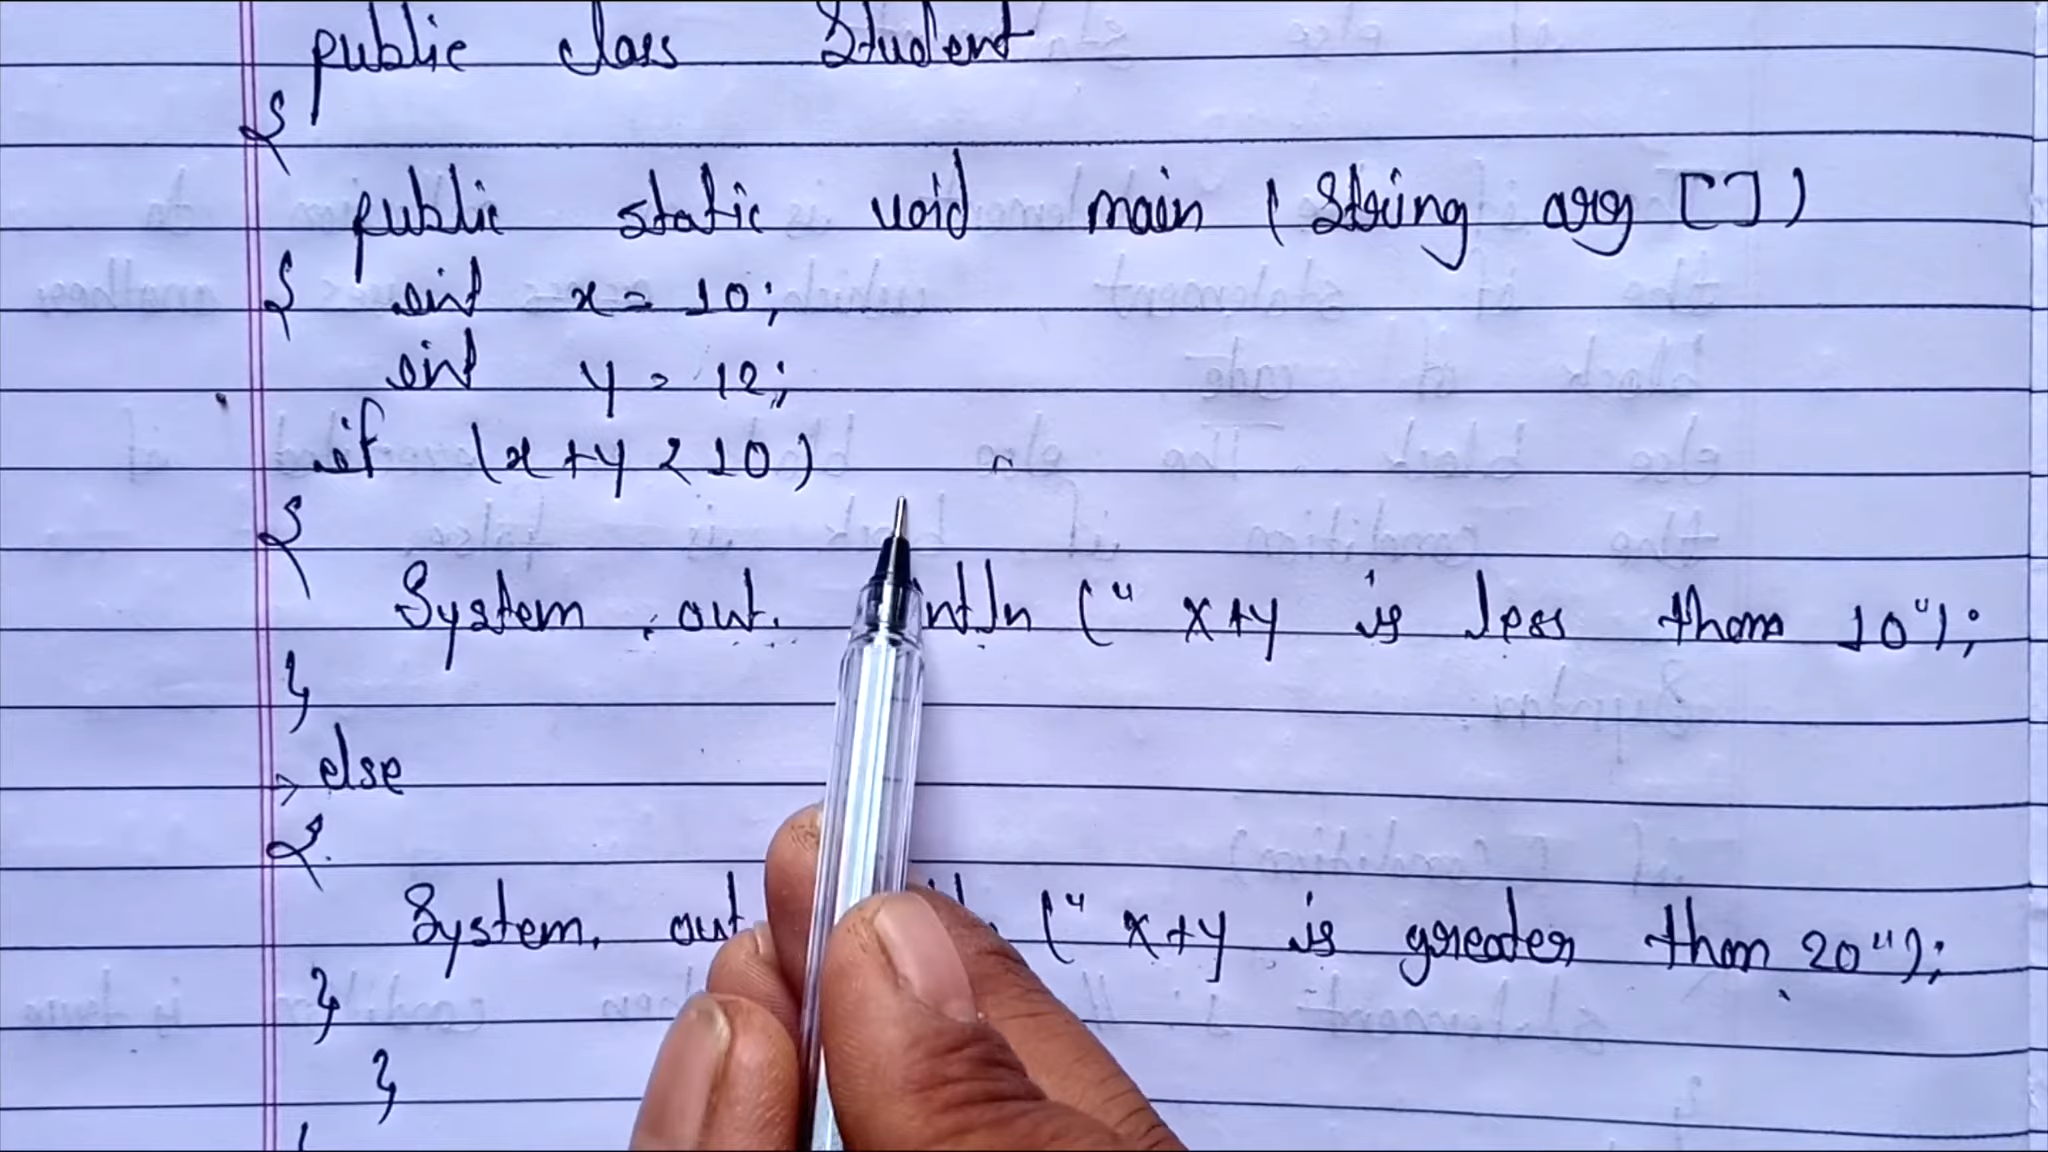 public class Student
{
public static void main (String arg [])
{ int x = 10;
int y = 12;
if (x+y < 10)
{
System . out. ntln (" x+y is less than 10");
}
else
{
System. out ("x+y is greater than 20");
}
}